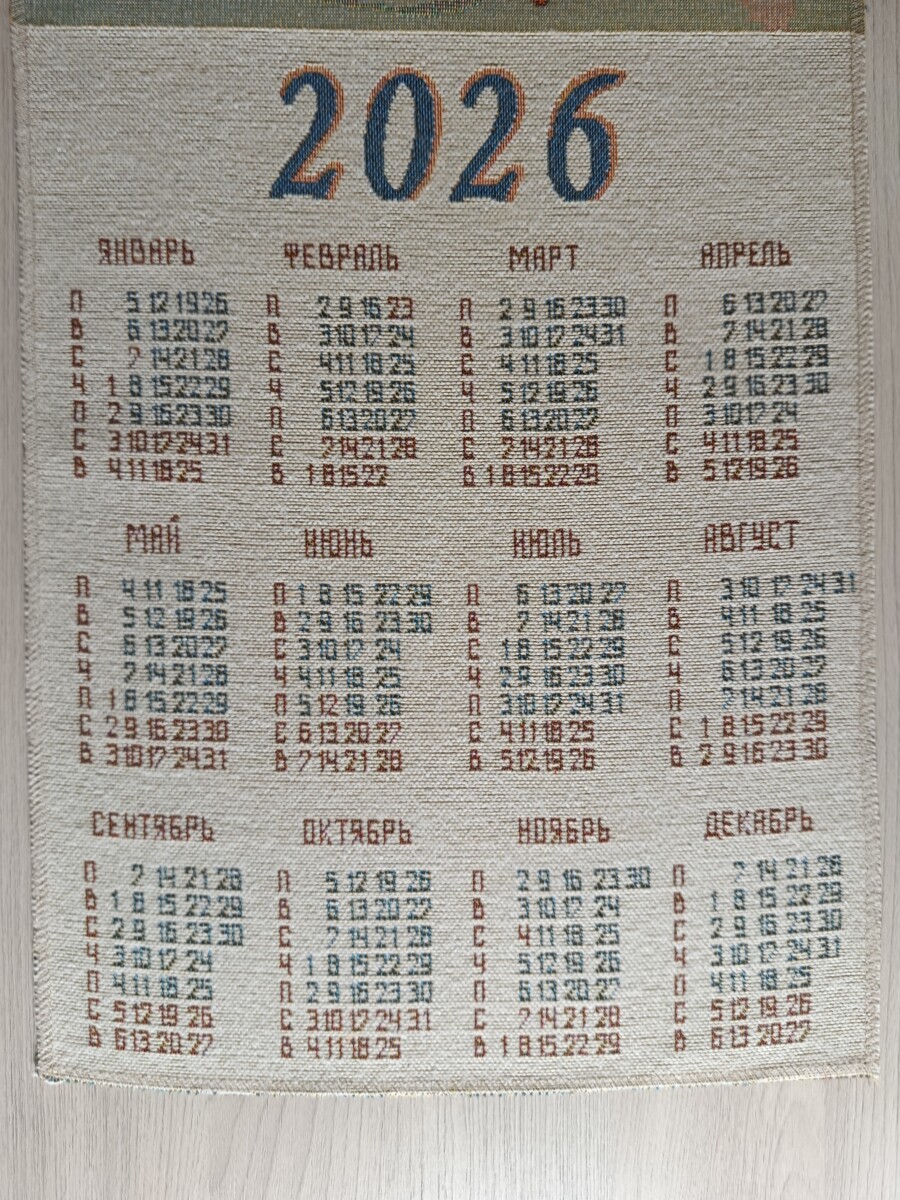 2026
ЯНВАРЬ ФЕВРАЛЬ МАРТ АПРЕЛЬ
П 5 12 19 26 П 2 9 16 23 П 2 9 16 23 30 П 6 13 20 27
В 6 13 20 27 В 3 10 17 24 В 3 10 17 24 31 В 7 14 21 28
С 7 14 21 28 С 4 11 18 25 С 4 11 18 25 С 1 8 15 22 29
Ч 1 8 15 22 29 Ч 5 12 19 26 Ч 5 12 19 26 Ч 2 9 16 23 30
П 2 9 16 23 30 П 6 13 20 27 П 6 13 20 27 П 3 10 17 24
С 3 10 17 24 31 С 7 14 21 28 С 7 14 21 28 С 4 11 18 25
В 4 11 18 25 В 1 8 15 22 В 1 8 15 22 29 В 5 12 19 26
МАЙ ИЮНЬ ИЮЛЬ АВГУСТ
П 4 11 18 25 П 1 8 15 22 29 П 6 13 20 27 П 3 10 17 24 31
В 5 12 19 26 В 2 9 16 23 30 В 7 14 21 28 В 4 11 18 25
С 6 13 20 27 С 3 10 17 24 С 1 8 15 22 29 С 5 12 19 26
Ч 7 14 21 28 Ч 4 11 18 25 Ч 2 9 16 23 30 Ч 6 13 20 27
П 1 8 15 22 29 П 5 12 19 26 П 3 10 17 24 31 П 7 14 21 28
С 2 9 16 23 30 С 6 13 20 27 С 4 11 18 25 С 1 8 15 22 29
В 3 10 17 24 31 В 7 14 21 28 В 5 12 19 26 В 2 9 16 23 30
СЕНТЯБРЬ ОКТЯБРЬ НОЯБРЬ ДЕКАБРЬ
П 7 14 21 28 П 5 12 19 26 П 2 9 16 23 30 П 7 14 21 28
В 1 8 15 22 29 В 6 13 20 27 В 3 10 17 24 В 1 8 15 22 29
С 2 9 16 23 30 С 7 14 21 28 С 4 11 18 25 С 2 9 16 23 30
Ч 3 10 17 24 Ч 1 8 15 22 29 Ч 5 12 19 26 Ч 3 10 17 24 31
П 4 11 18 25 П 2 9 16 23 30 П 6 13 20 27 П 4 11 18 25
С 5 12 19 26 С 3 10 17 24 31 С 7 14 21 28 С 5 12 19 26
В 6 13 20 27 В 4 11 18 25 В 1 8 15 22 29 В 6 13 20 27